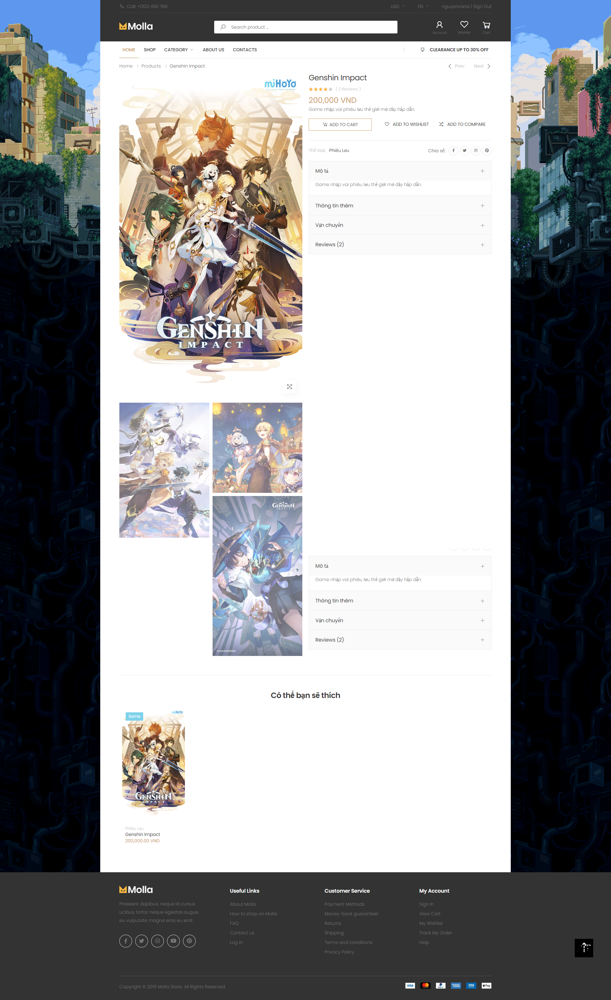 Call: +0123 456 789
USD
EN
nguyenvana | Sign Out
Molla
Search product ...
Account
Wishlist
Cart
HOME
SHOP
CATEGORY
ABOUT US
CONTACTS
CLEARANCE UP TO 30% OFF
Home
Products
Genshin Impact
Prev
Next
miHoYo
TECH OTAKUS SAVE THE WORLD
GENSHIN
IMPACT
Genshin Impact
( 2 Reviews )
200,000 VND
Game nhập vai phiêu lưu thế giới mở đầy hấp dẫn.
ADD TO CART
ADD TO WISHLIST
ADD TO COMPARE
Thể loại:
Phiêu Lưu
Chia sẻ:
Mô tả
Game nhập vai phiêu lưu thế giới mở đầy hấp dẫn.
Thông tin thêm
Vận chuyển
Reviews (2)
GENSHIN
IMPACT
©COGNOSPHERE
Mô tả
Game nhập vai phiêu lưu thế giới mở đầy hấp dẫn.
Thông tin thêm
Vận chuyển
Reviews (2)
Có thể bạn sẽ thích
Same
miHoYo
GENSHIN
IMPACT
Phiêu Lưu
Genshin Impact
200,000.00 VND
Molla
Praesent dapibus, neque id cursus
ucibus, tortor neque egestas augue,
eu vulputate magna eros eu erat.
Useful Links
About Molla
How to shop on Molla
FAQ
Contact us
Log in
Customer Service
Payment Methods
Money-back guarantee!
Returns
Shipping
Terms and conditions
Privacy Policy
My Account
Sign In
View Cart
My Wishlist
Track My Order
Help
Copyright © 2019 Molla Store. All Rights Reserved.
VISA
PayPal
VISA
Pay